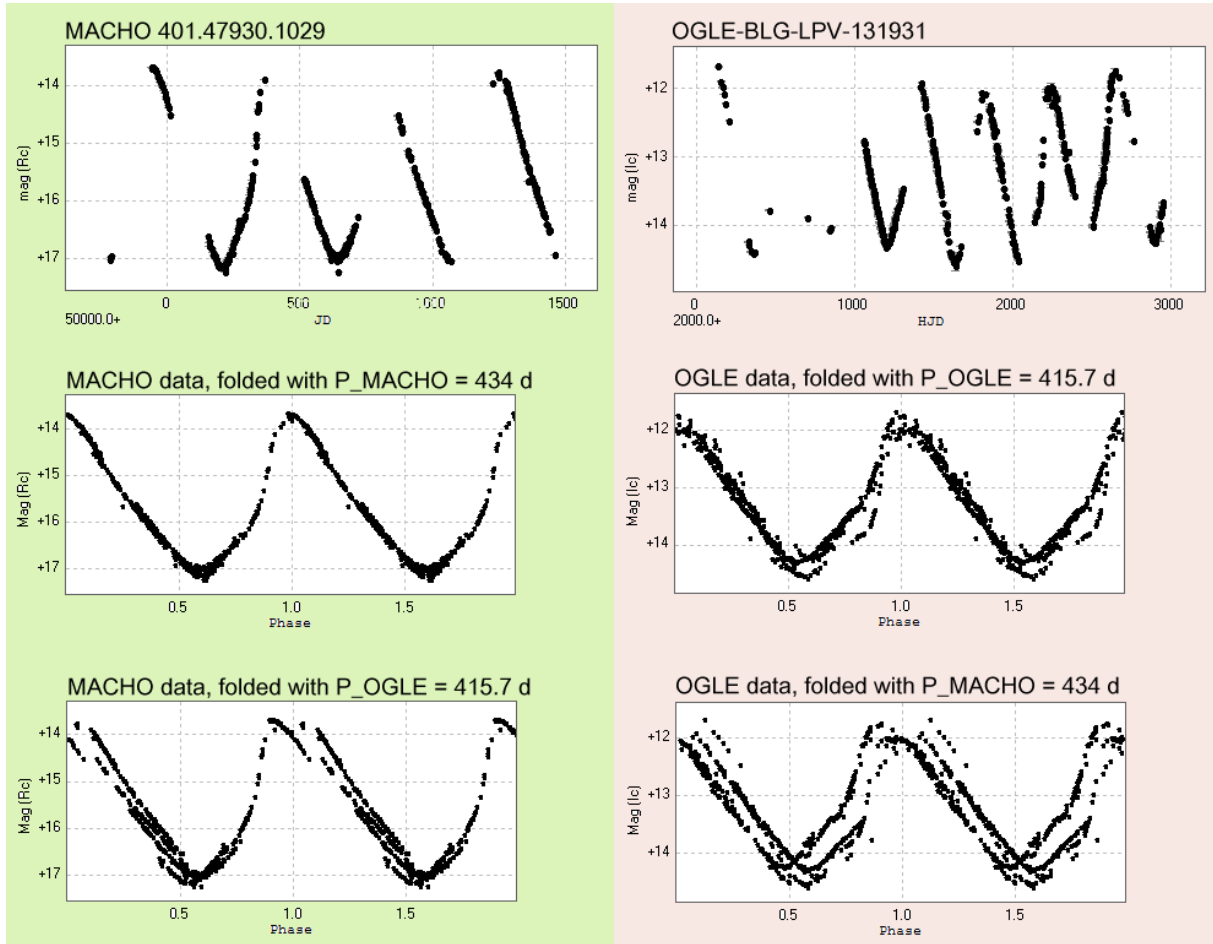 MACHO 401.47930.1029
mag (Rc)
+14
+15
+16
+17
0
500
1500
50000.0+
JD
OGLE-BLG-LPV-131931
mag (Ic)
+12
+13
+14
0
1000
2000
3000
2000.0+
HJD
MACHO data, folded with P_MACHO = 434 d
Mag (Rc)
+14
+15
+16
+17
0.5
1.0
1.5
Phase
OGLE data, folded with P_OGLE = 415.7 d
Mag (Ic)
+12
+13
+14
0.5
1.0
1.5
Phase
MACHO data, folded with P_OGLE = 415.7 d
Mag (Rc)
+14
+15
+16
+17
0.5
1.0
1.5
Phase
OGLE data, folded with P_MACHO = 434 d
Mag (Ic)
+12
+13
+14
0.5
1.0
1.5
Phase